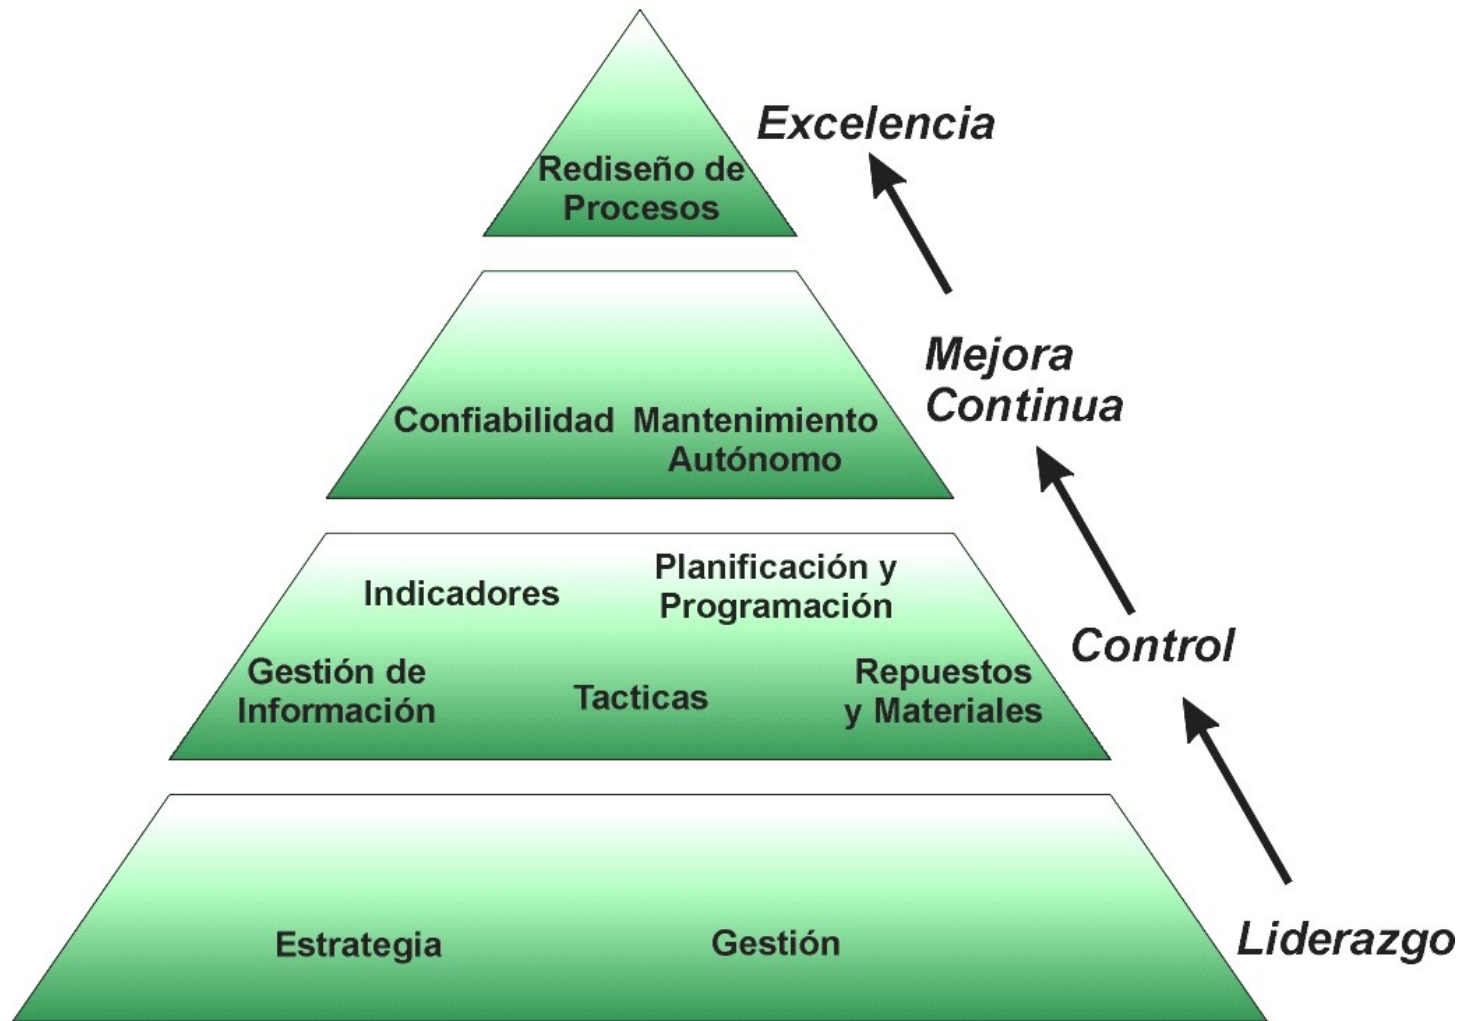 Excelencia
Rediseño de
Procesos
Mejora
Continua
Confiabilidad
Mantenimiento
Autónomo
Indicadores
Planificación y
Programación
Control
Gestión de
Información
Tacticas
Repuestos
y Materiales
Estrategia
Gestión
Liderazgo